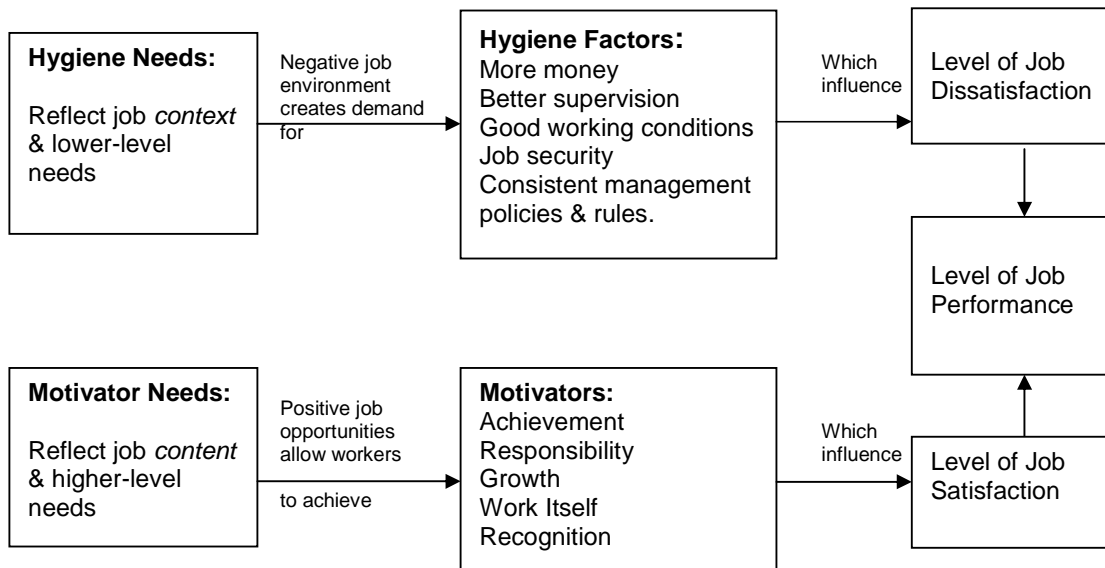 Hygiene Needs:
Reflect job context
& lower-level
needs
Negative job
environment
creates demand
for
Hygiene Factors:
More money
Better supervision
Good working conditions
Job security
Consistent management
policies & rules.
Which
influence
Level of Job
Dissatisfaction
Level of Job
Performance
Motivator Needs:
Reflect job content
& higher-level
needs
Positive job
opportunities
allow workers
to achieve
Motivators:
Achievement
Responsibility
Growth
Work Itself
Recognition
Which
influence
Level of Job
Satisfaction